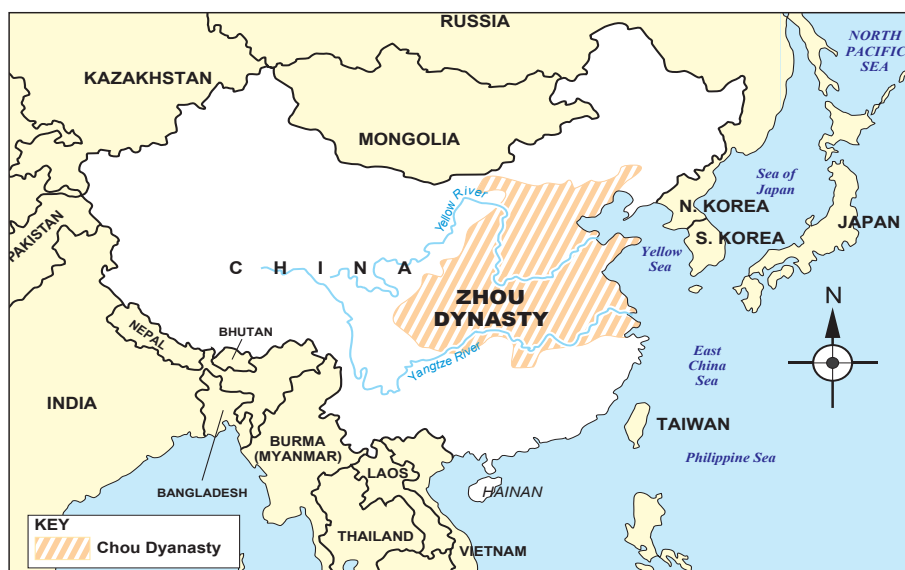 RUSSIA
NORTH
PACIFIC
SEA
KAZAKHSTAN
MONGOLIA
Sea of
Japan
Yellow River
N. KOREA
PAKISTAN
S. KOREA
JAPAN
Yellow
Sea
C H I N A
ZHOU
DYNASTY
N
NEPAL
BHUTAN
Yangtze River
East
China
Sea
INDIA
TAIWAN
BURMA
(MYANMAR)
Philippine Sea
LAOS
BANGLADESH
HAINAN
KEY
Chou Dyanasty
THAILAND
VIETNAM